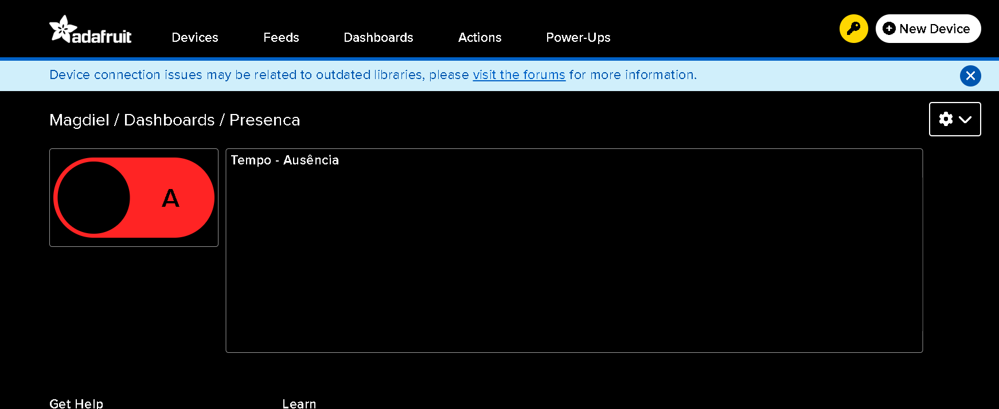 adafruit
Devices
Feeds
Dashboards
Actions
Power-Ups
New Device
Device connection issues may be related to outdated libraries, please visit the forums for more information.
Magdiel / Dashboards / Presenca
A
Tempo - Ausência
Get Help
Learn